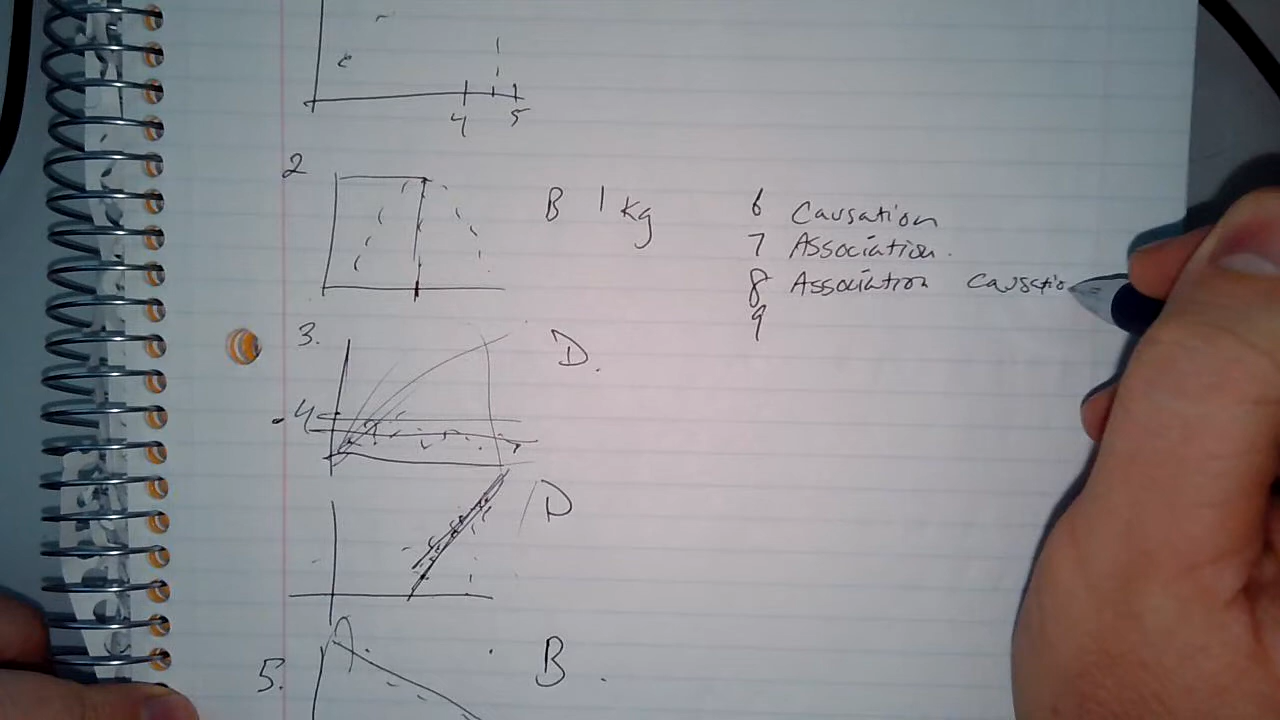 4 5
2
B 1 kg
6 Causation
7 Association.
8 Association Causatio
9
3.
D.
4
D
5.
B.